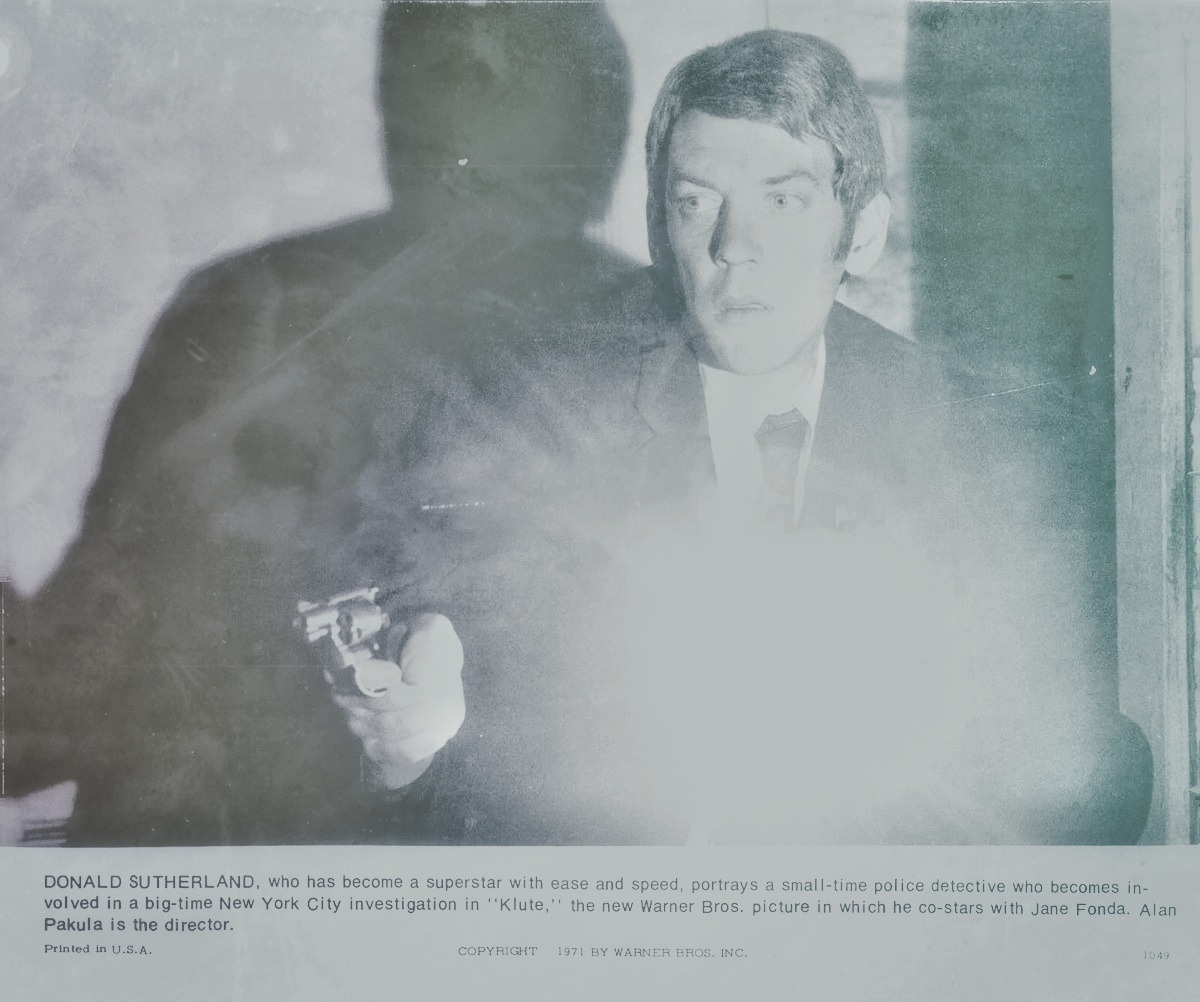 DONALD SUTHERLAND, who has become a superstar with ease and speed, portrays a small-time police detective who becomes in-
volved in a big-time New York City investigation in ''Klute,'' the new Warner Bros. picture in which he co-stars with Jane Fonda. Alan
Pakula is the director.
Printed in U.S.A. COPYRIGHT 1971 BY WARNER BROS. INC. 1049